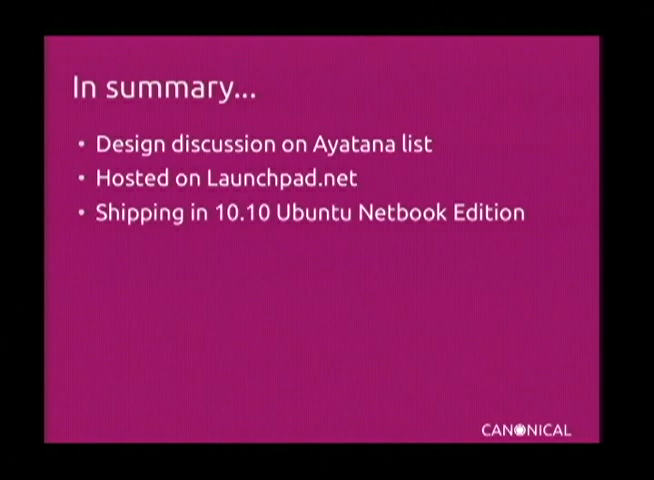 In summary...
• Design discussion on Ayatana list
• Hosted on Launchpad.net
• Shipping in 10.10 Ubuntu Netbook Edition
CANONICAL